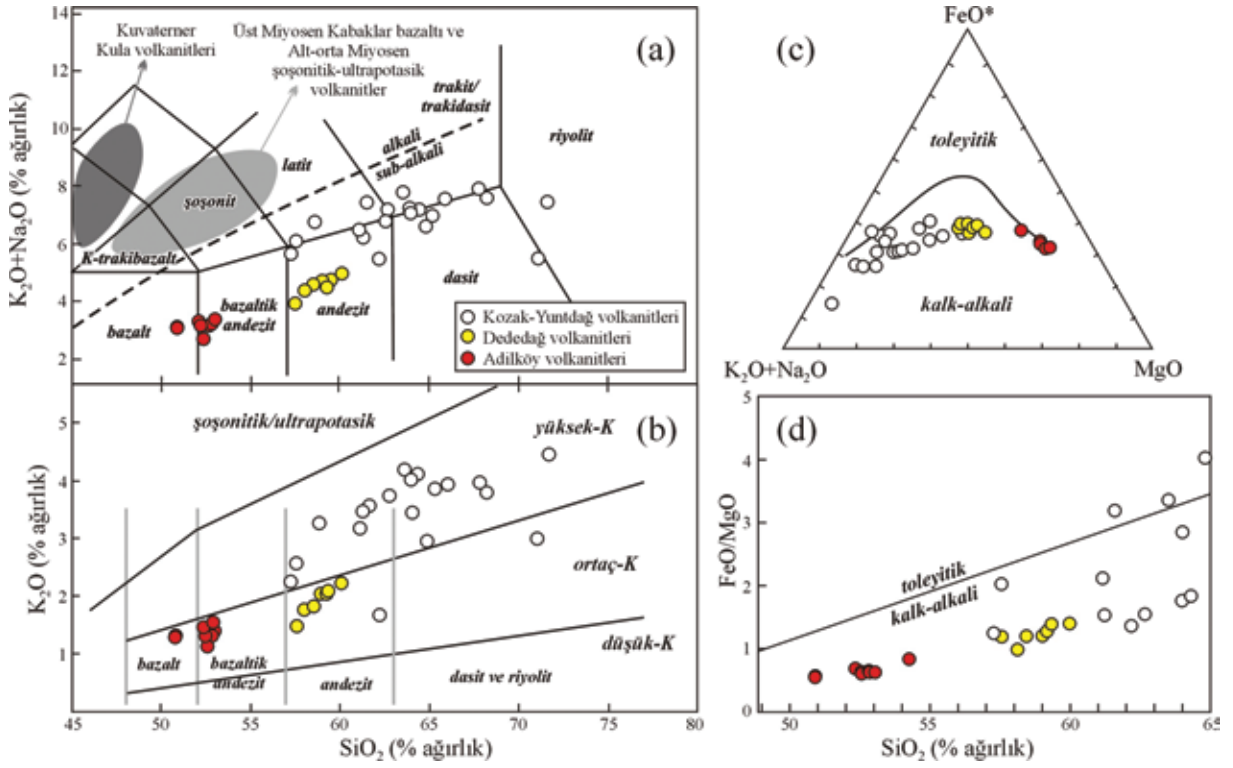 (a)
Kuvaterner
Kula volkanitleri
Üst Miyosen Kabaklar bazaltı ve
Alt-orta Miyosen
şoşonitik-ultrapotasik
volkanitler
trakit/
trakidasit
alkali
sub-alkali
riyolit
latit
şoşonit
K-trakibazalt
bazalt
bazaltik
andezit
andezit
dasit
Kozak-Yuntdağ volkanitleri
Dededağ volkanitleri
Adilköy volkanitleri
K2O+Na2O (% ağırlık)
14
12
10
8
6
4
2
(b)
şoşonitik/ultrapotasik
yüksek-K
ortaç-K
düşük-K
bazalt
bazaltik
andezit
andezit
dasit ve riyolit
K2O (% ağırlık)
5
4
3
2
1
45
50
55
60
65
70
75
80
SiO2 (% ağırlık)
(c)
FeO*
toleyitik
kalk-alkali
K2O+Na2O
MgO
(d)
toleyitik
kalk-alkali
FeO/MgO
5
4
3
2
1
0
50
55
60
65
SiO2 (% ağırlık)